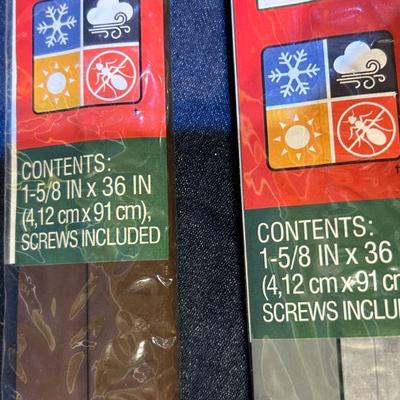 CONTENTS:
1-5/8 IN x 36 IN
(4,12 cm x 91 cm),
SCREWS INCLUDED
CONTENTS:
1-5/8 IN x 36
(4,12 cm x 91 c
SCREWS INCLU